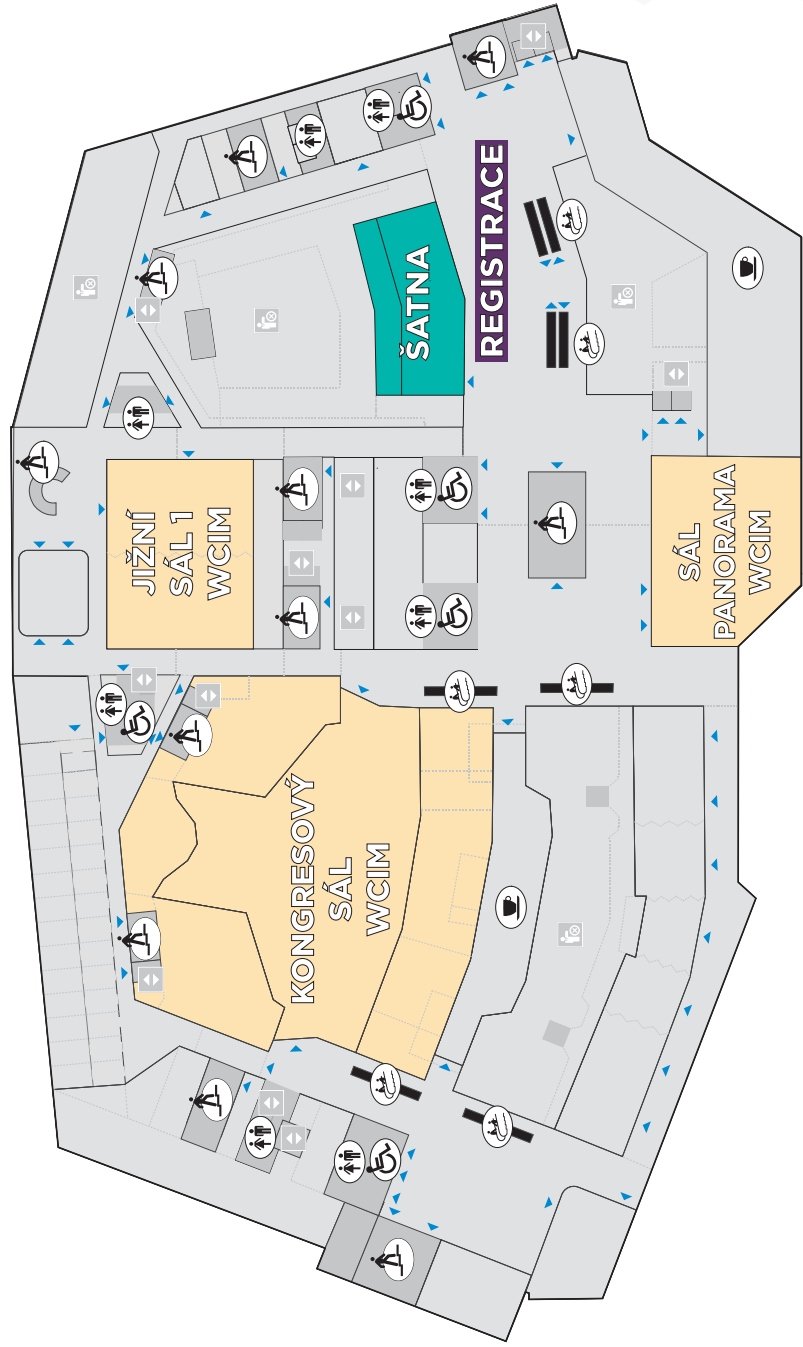 REGISTRACE
ŠATNA
JIŽNÍ
SÁL 1
WCIM
SÁL
PANORAMA
WCIM
KONGRESOVÝ
SÁL
WCIM